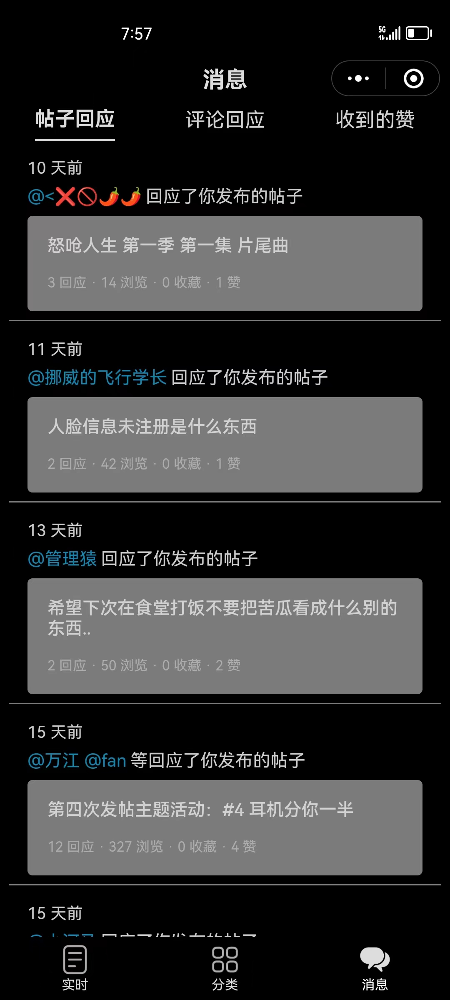 7:57
5G
消息
帖子回应 评论回应 收到的赞
10 天前
@<❌🚫🌶️🌶️ 回应了你发布的帖子
怒呛人生 第一季 第一集 片尾曲
3 回应 · 14 浏览 · 0 收藏 · 1 赞
11 天前
@挪威的飞行学长 回应了你发布的帖子
人脸信息未注册是什么东西
2 回应 · 42 浏览 · 0 收藏 · 1 赞
13 天前
@管理猿 回应了你发布的帖子
希望下次在食堂打饭不要把苦瓜看成什么别的
东西..
2 回应 · 50 浏览 · 0 收藏 · 2 赞
15 天前
@万江 @fan 等回应了你发布的帖子
第四次发帖主题活动：#4 耳机分你一半
12 回应 · 327 浏览 · 0 收藏 · 4 赞
15 天前
回应了你发布的帖子
实时 分类 消息